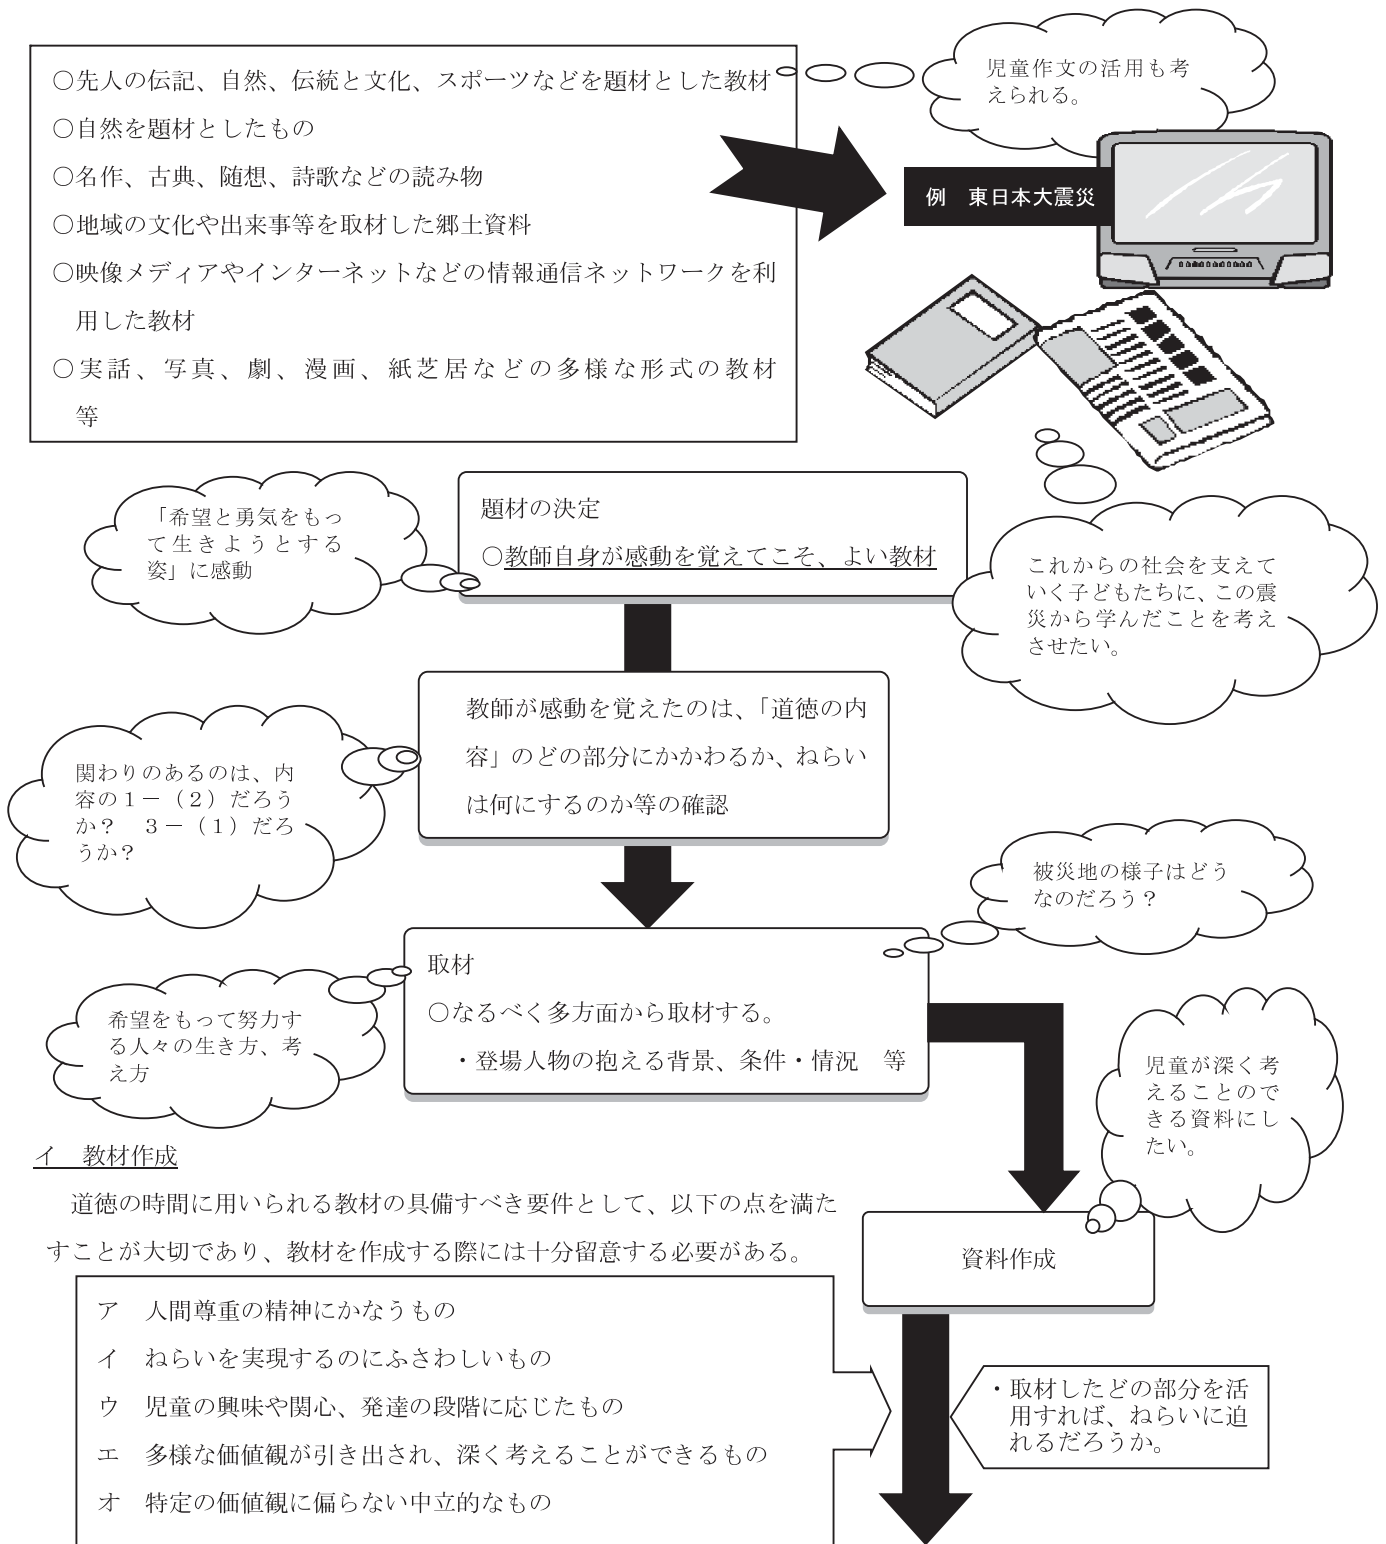 ○先人の伝記、自然、伝統と文化、スポーツなどを題材とした教材
○自然を題材としたもの
○名作、古典、随想、詩歌などの読み物
○地域の文化や出来事等を取材した郷土資料
○映像メディアやインターネットなどの情報通信ネットワークを利
用した教材
○実話、写真、劇、漫画、紙芝居などの多様な形式の教材
等
児童作文の活用も考
えられる。
例　東日本大震災
「希望と勇気をもっ
て生きようとする
姿」に感動
題材の決定
○教師自身が感動を覚えてこそ、よい教材
これからの社会を支えて
いく子どもたちに、この震
災から学んだことを考え
させたい。
教師が感動を覚えたのは、「道徳の内
容」のどの部分にかかわるか、ねらい
は何にするのか等の確認
関わりのあるのは、内
容の１－（２）だろう
か？　３－（１）だろ
うか？
被災地の様子はどう
なのだろう？
取材
○なるべく多方面から取材する。
・登場人物の抱える背景、条件・情況　等
希望をもって努力す
る人々の生き方、考
え方
児童が深く考
えることので
きる資料にし
たい。
イ　教材作成
道徳の時間に用いられる教材の具備すべき要件として、以下の点を満た
すことが大切であり、教材を作成する際には十分留意する必要がある。
資料作成
ア　人間尊重の精神にかなうもの
イ　ねらいを実現するのにふさわしいもの
ウ　児童の興味や関心、発達の段階に応じたもの
エ　多様な価値観が引き出され、深く考えることができるもの
オ　特定の価値観に偏らない中立的なもの
・取材したどの部分を活
用すれば、ねらいに迫
れるだろうか。